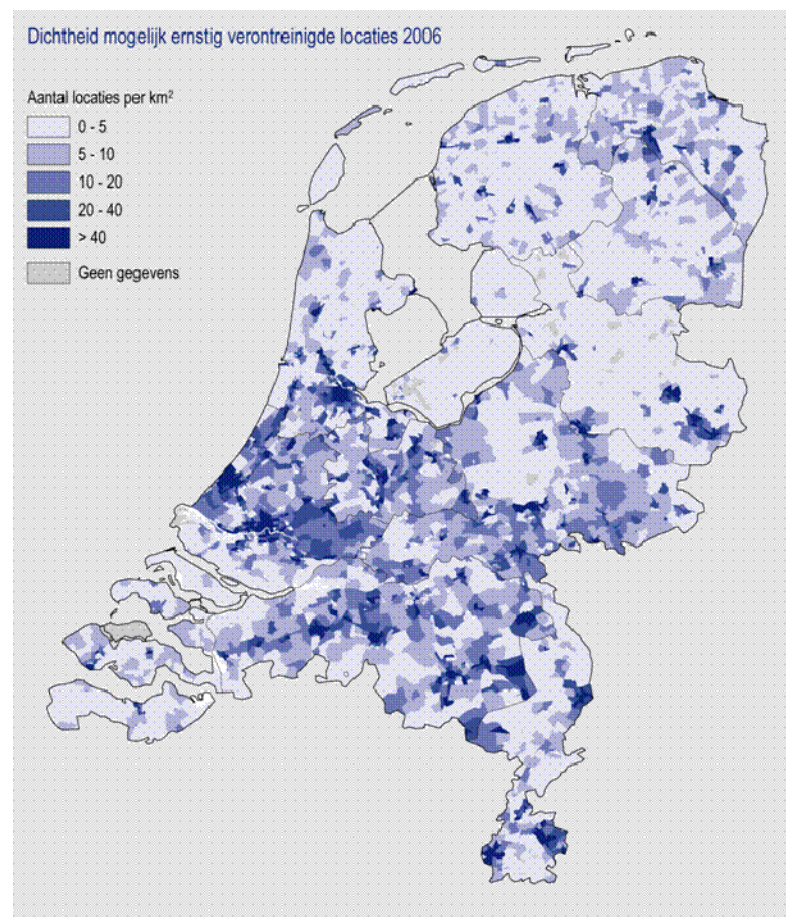 Dichtheid mogelijk ernstig verontreinigde locaties 2006
Aantal locaties per km²
0 - 5
5 - 10
10 - 20
20 - 40
> 40
Geen gegevens